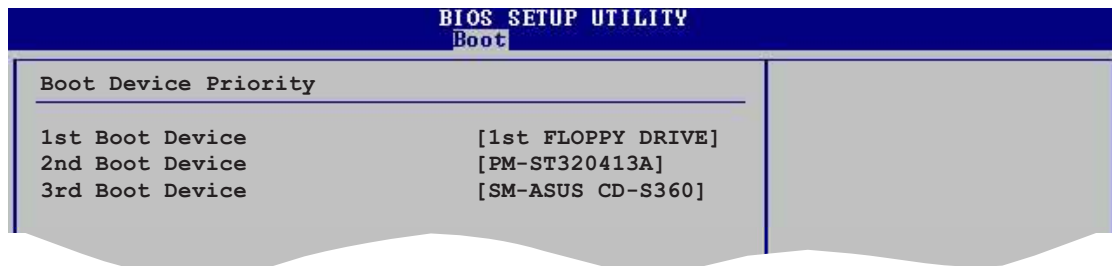 BIOS SETUP UTILITY
Boot
Boot Device Priority
1st Boot Device [1st FLOPPY DRIVE]
2nd Boot Device [PM-ST320413A]
3rd Boot Device [SM-ASUS CD-S360]